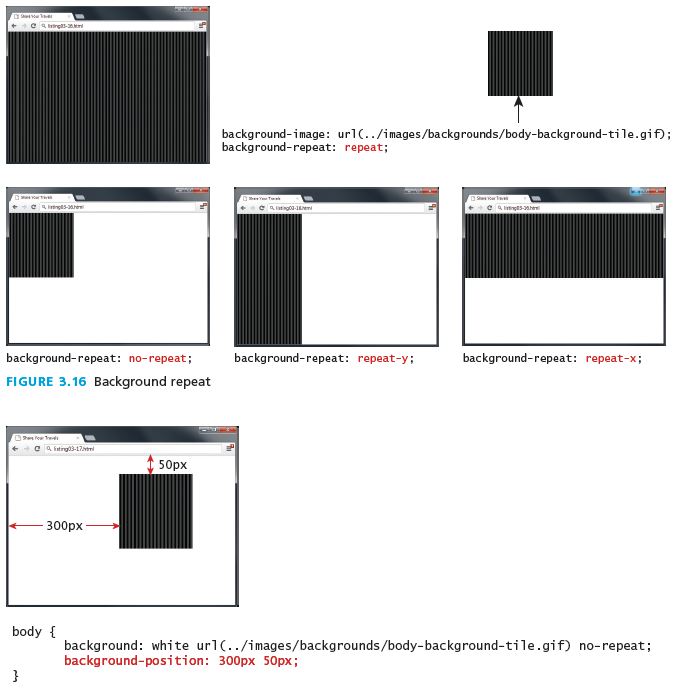 Share Your Travels
listing03-16.html
background-image: url(../images/backgrounds/body-background-tile.gif);
background-repeat: repeat;
Share Your Travels
listing03-16.html
Share Your Travels
listing03-16.html
Share Your Travels
listing03-16.html
background-repeat: no-repeat;
background-repeat: repeat-y;
background-repeat: repeat-x;
FIGURE 3.16 Background repeat
Share Your Travels
listing03-17.html
50px
300px
body {
background: white url(../images/backgrounds/body-background-tile.gif) no-repeat;
background-position: 300px 50px;
}